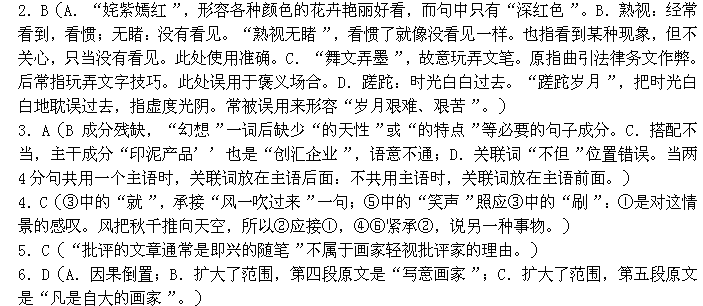 2. B（A. “姹紫嫣红”，形容各种颜色的花卉艳丽好看，而句中只有“深红色”。B. 熟视：经常
看到，看惯；无睹：没有看见。“熟视无睹”，看惯了就像没看见一样。也指看到某种现象，但不
关心，只当没有看见。此处使用准确。C. “舞文弄墨”，故意玩弄文笔。原指曲引法律条文作弊。
后常指玩弄文字技巧。此处误用于褒义场合。D. 蹉跎：时光白白过去。“蹉跎岁月”，把时光白
白地耽误过去，指虚度光阴。常被误用来形容“岁月艰难、艰苦”。）
3. A（B 成分残缺，“幻想”一词后缺少“的天性”或“的特点”等必要的句子成分。C. 搭配不
当，主干成分“印泥产品’’也是“创汇企业”，语意不通；D. 关联词“不但”位置错误。当两
4分句共用一个主语时，关联词放在主语后面：不共用主语时，关联词放在主语前面。）
4. C（③中的“就”，承接“风一吹过来”一句；⑤中的“笑声”照应③中的“刷”：①是对这情
景的感叹。风把秋千推向天空，所以②应接①，④⑥紧承②，说另一种事物。）
5. C（“批评的文章通常是即兴的随笔”不属于画家轻视批评家的理由。）
6. D（A. 因果倒置；B. 扩大了范围，第四段原文是“写意画家”；C. 扩大了范围，第五段原文
是“凡是自大的画家”。）